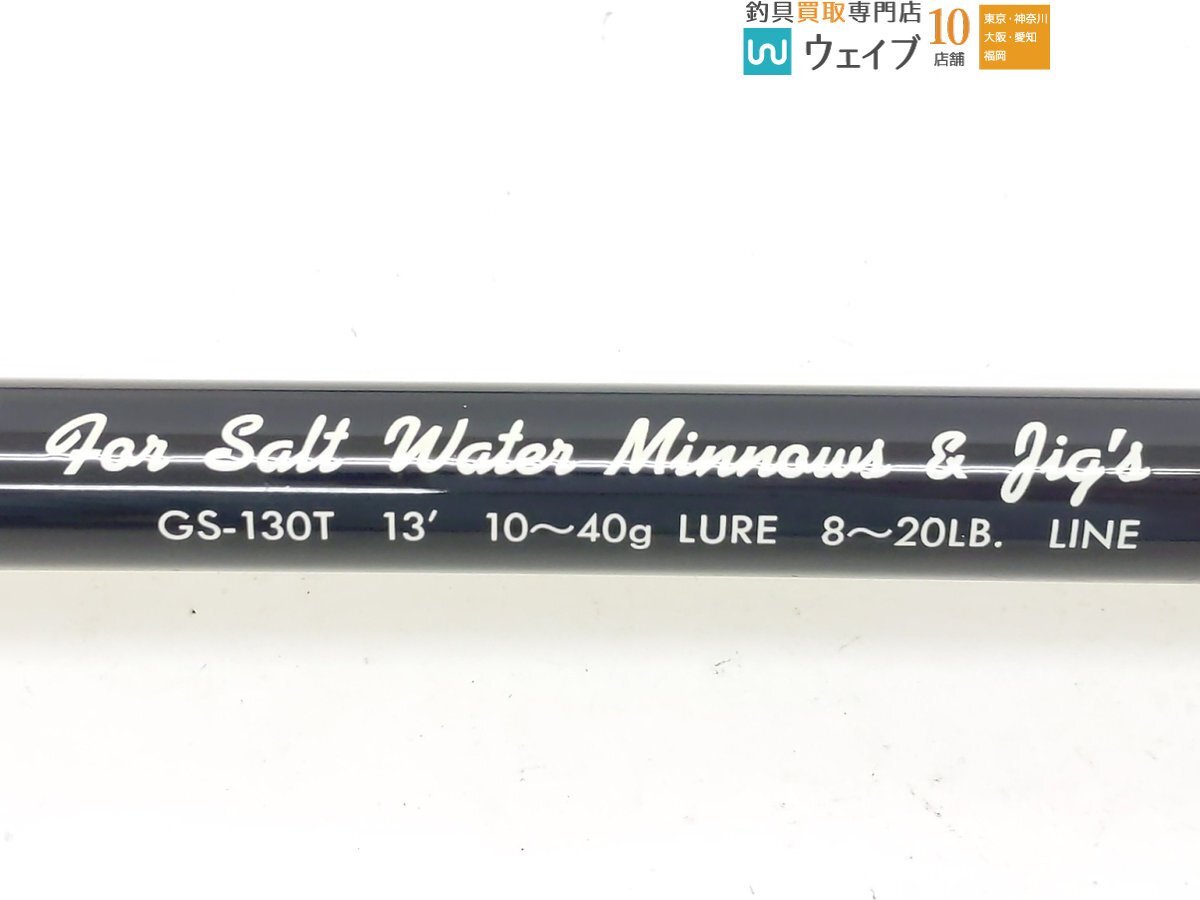 釣具買取専門店
ウェイブ
10
店舗
東京・神奈川
大阪・愛知
福岡
For Salt Water Minnows & Jig's
GS-130T 13′ 10〜40g LURE 8〜20LB. LINE